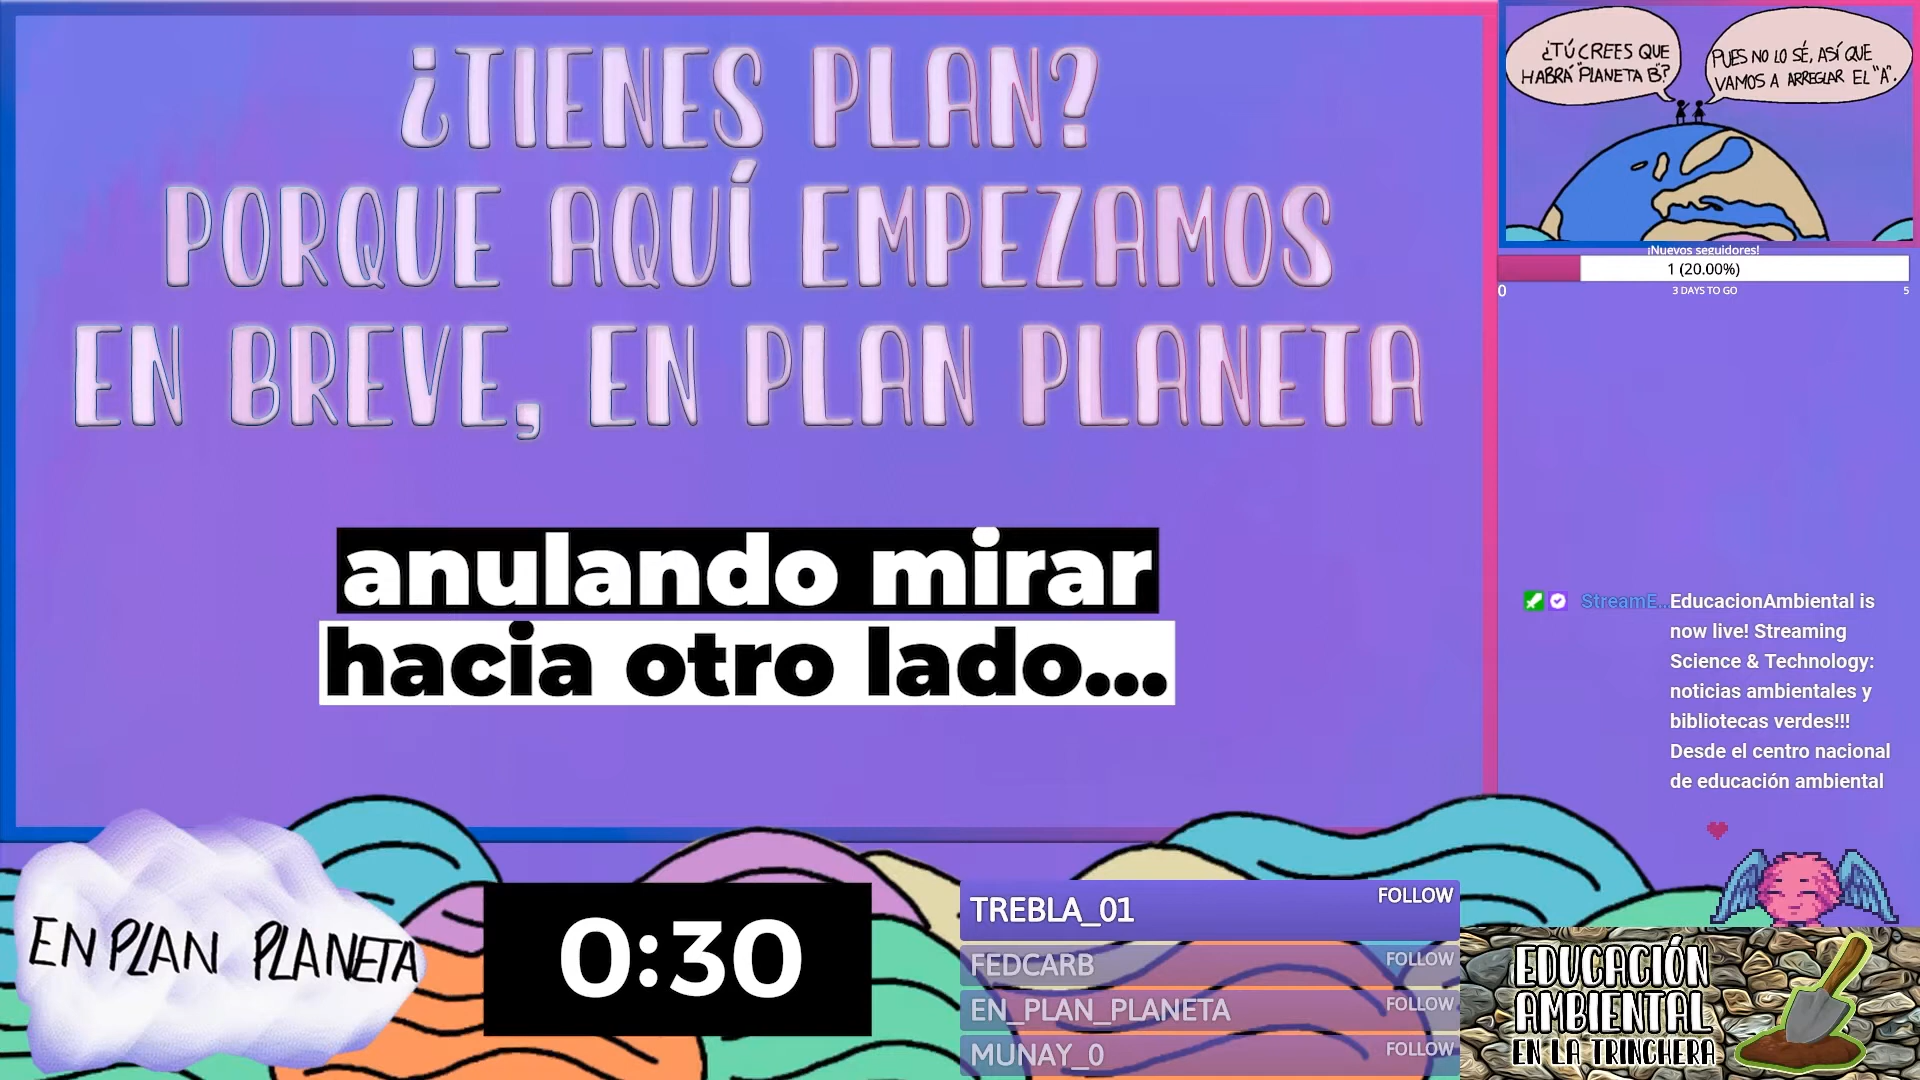 ¿TIENES PLAN?
PORQUE AQUÍ EMPEZAMOS
EN BREVE, EN PLAN PLANETA
anulando mirar
hacia otro lado...
¿TÚ CREES QUE
HABRÁ "PLANETA B"?
PUES NO LO SÉ, ASÍ QUE
VAMOS A ARREGLAR EL "A".
¡Nuevos seguidores!
1 (20.00%)
0
3 DAYS TO GO
5
StreamE... EducacionAmbiental is
now live! Streaming
Science & Technology:
noticias ambientales y
bibliotecas verdes!!!
Desde el centro nacional
de educación ambiental
EN PLAN PLANETA
0:30
TREBLA_01 FOLLOW
FEDCARB FOLLOW
EN_PLAN_PLANETA FOLLOW
MUNAY_0 FOLLOW
EDUCACIÓN
AMBIENTAL
EN LA TRINCHERA